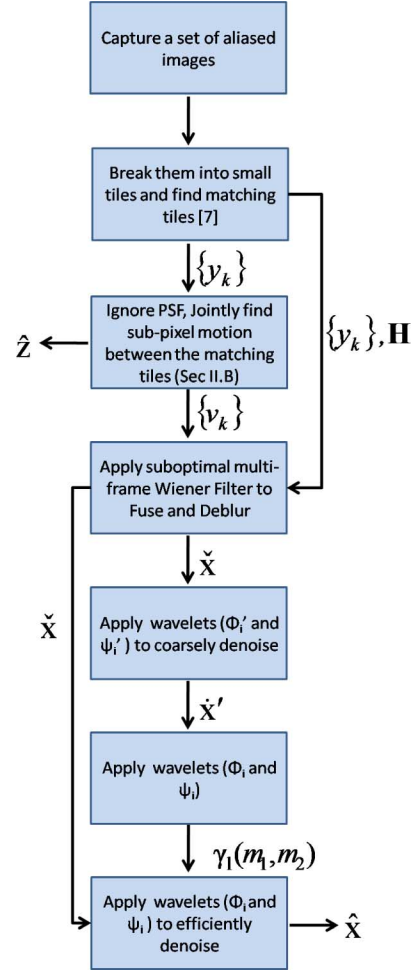 Capture a set of aliased
images
Break them into small
tiles and find matching
tiles [7]
{y_k}
Ignore PSF, Jointly find
sub-pixel motion
between the matching
tiles (Sec II.B)
ẑ
{y_k}, H
{v_k}
Apply suboptimal multi-
frame Wiener Filter to
Fuse and Deblur
x̌
x̌
Apply wavelets (Φ_i' and
ψ_i' ) to coarsely denoise
ẋ'
Apply wavelets (Φ_i and
ψ_i)
γ_l(m_1,m_2)
Apply wavelets (Φ_i and
ψ_i ) to efficiently
denoise
x̂